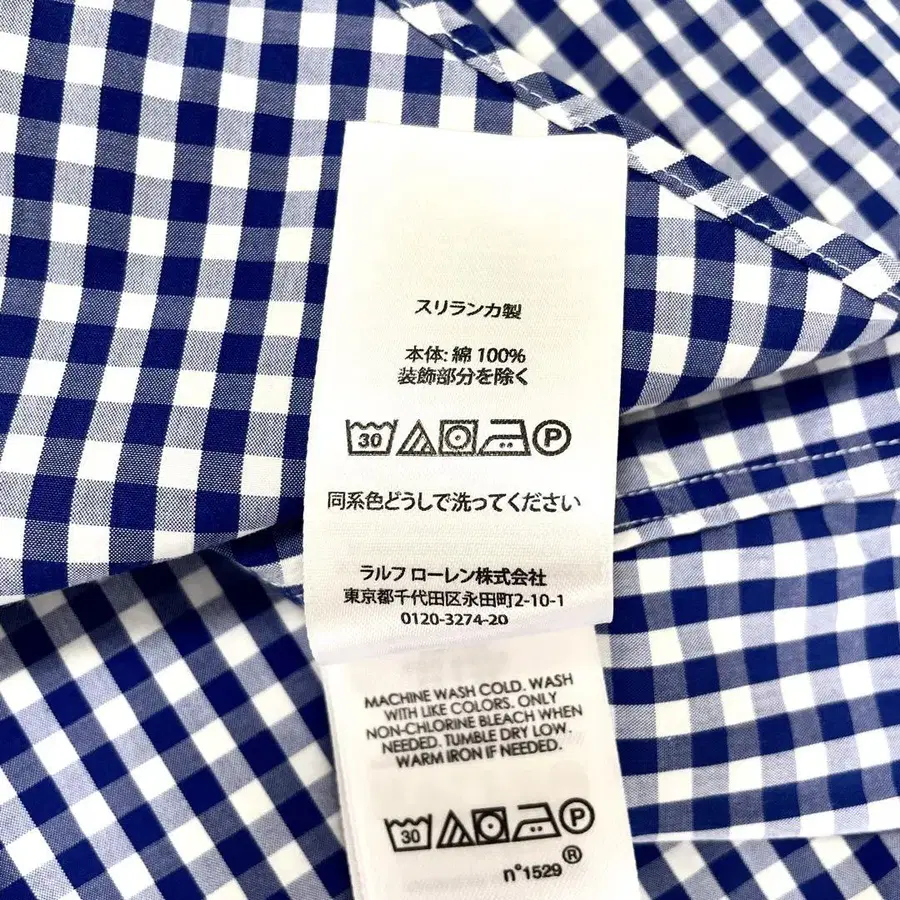 スリランカ製
本体: 綿 100%
装飾部分を除く
30 P
同系色どうしで洗ってください
ラルフ ローレン株式会社
東京都千代田区永田町2-10-1
0120-3274-20
MACHINE WASH COLD. WASH
WITH LIKE COLORS. ONLY
NON-CHLORINE BLEACH WHEN
NEEDED. TUMBLE DRY LOW.
WARM IRON IF NEEDED.
30 P
n°1529 ®